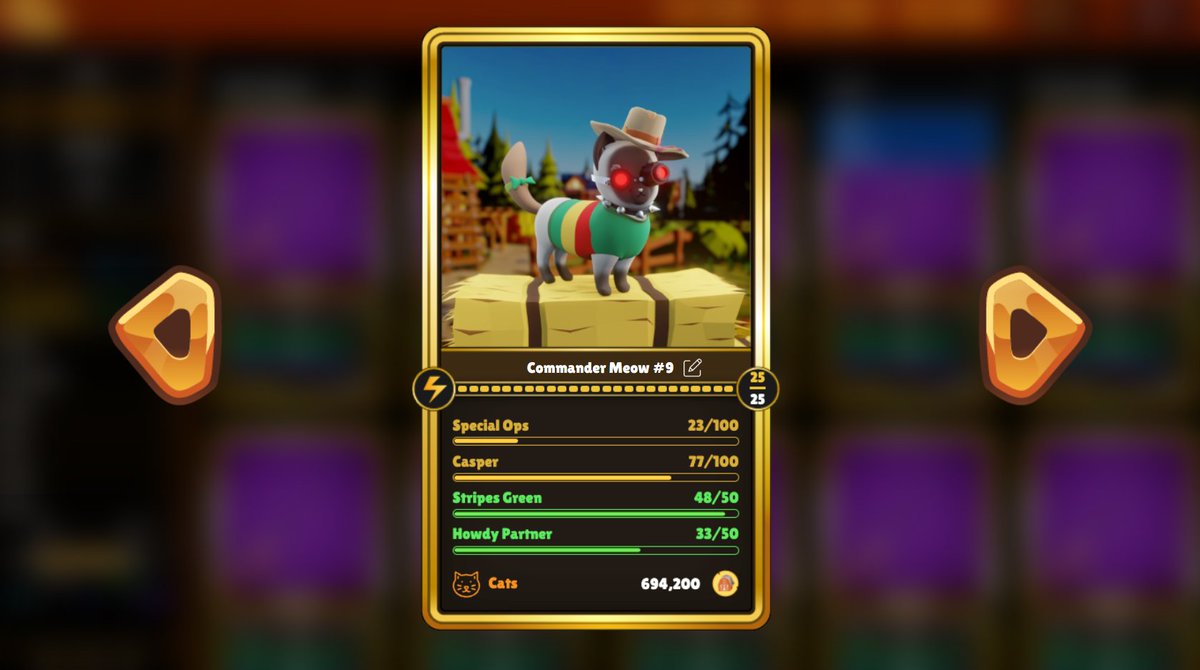 Commander Meow #9
25
25
Special Ops 23/100
Casper 77/100
Stripes Green 48/50
Howdy Partner 33/50
Cats 694,200